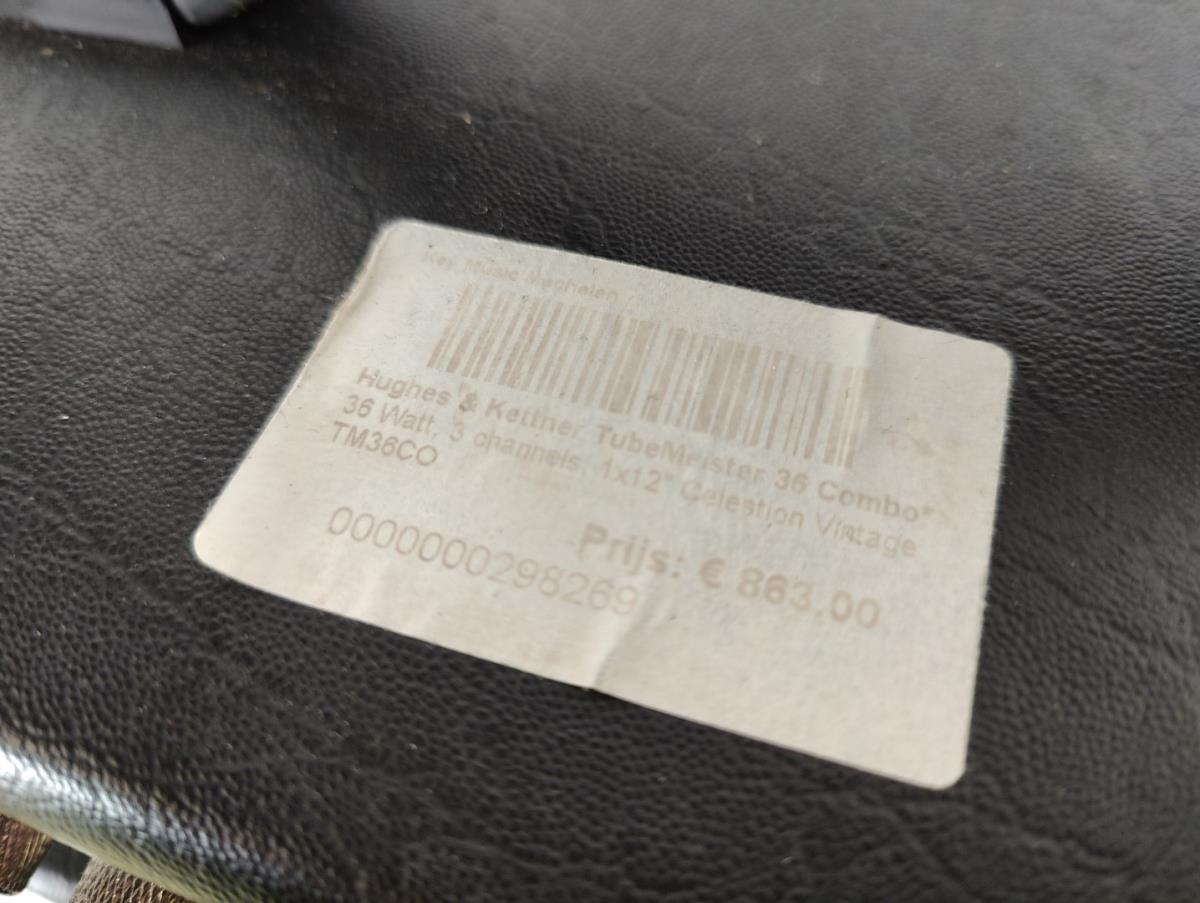 Key Music Mechelen /
Hughes & Kettner TubeMeister 36 Combo*
36 Watt, 3 channels, 1x12" Celestion Vintage
TM36CO
Prijs: € 863.00
0000000298269